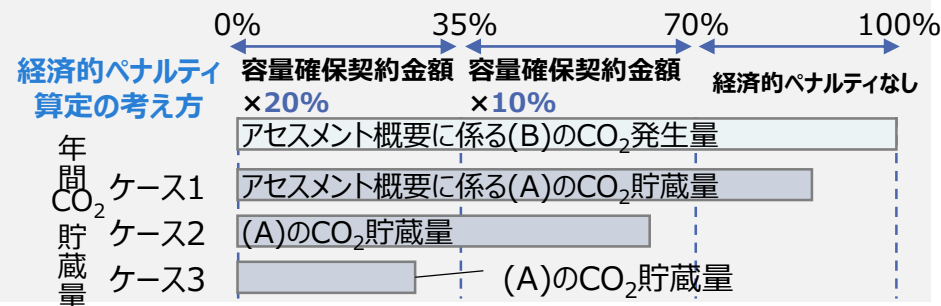 0% 35% 70% 100%
経済的ペナルティ
算定の考え方
容量確保契約金額
×20%
容量確保契約金額
×10%
経済的ペナルティなし
アセスメント概要に係る(B)のCO₂発生量
年間CO₂貯蔵量
ケース1 アセスメント概要に係る(A)のCO₂貯蔵量
ケース2 (A)のCO₂貯蔵量
ケース3 (A)のCO₂貯蔵量